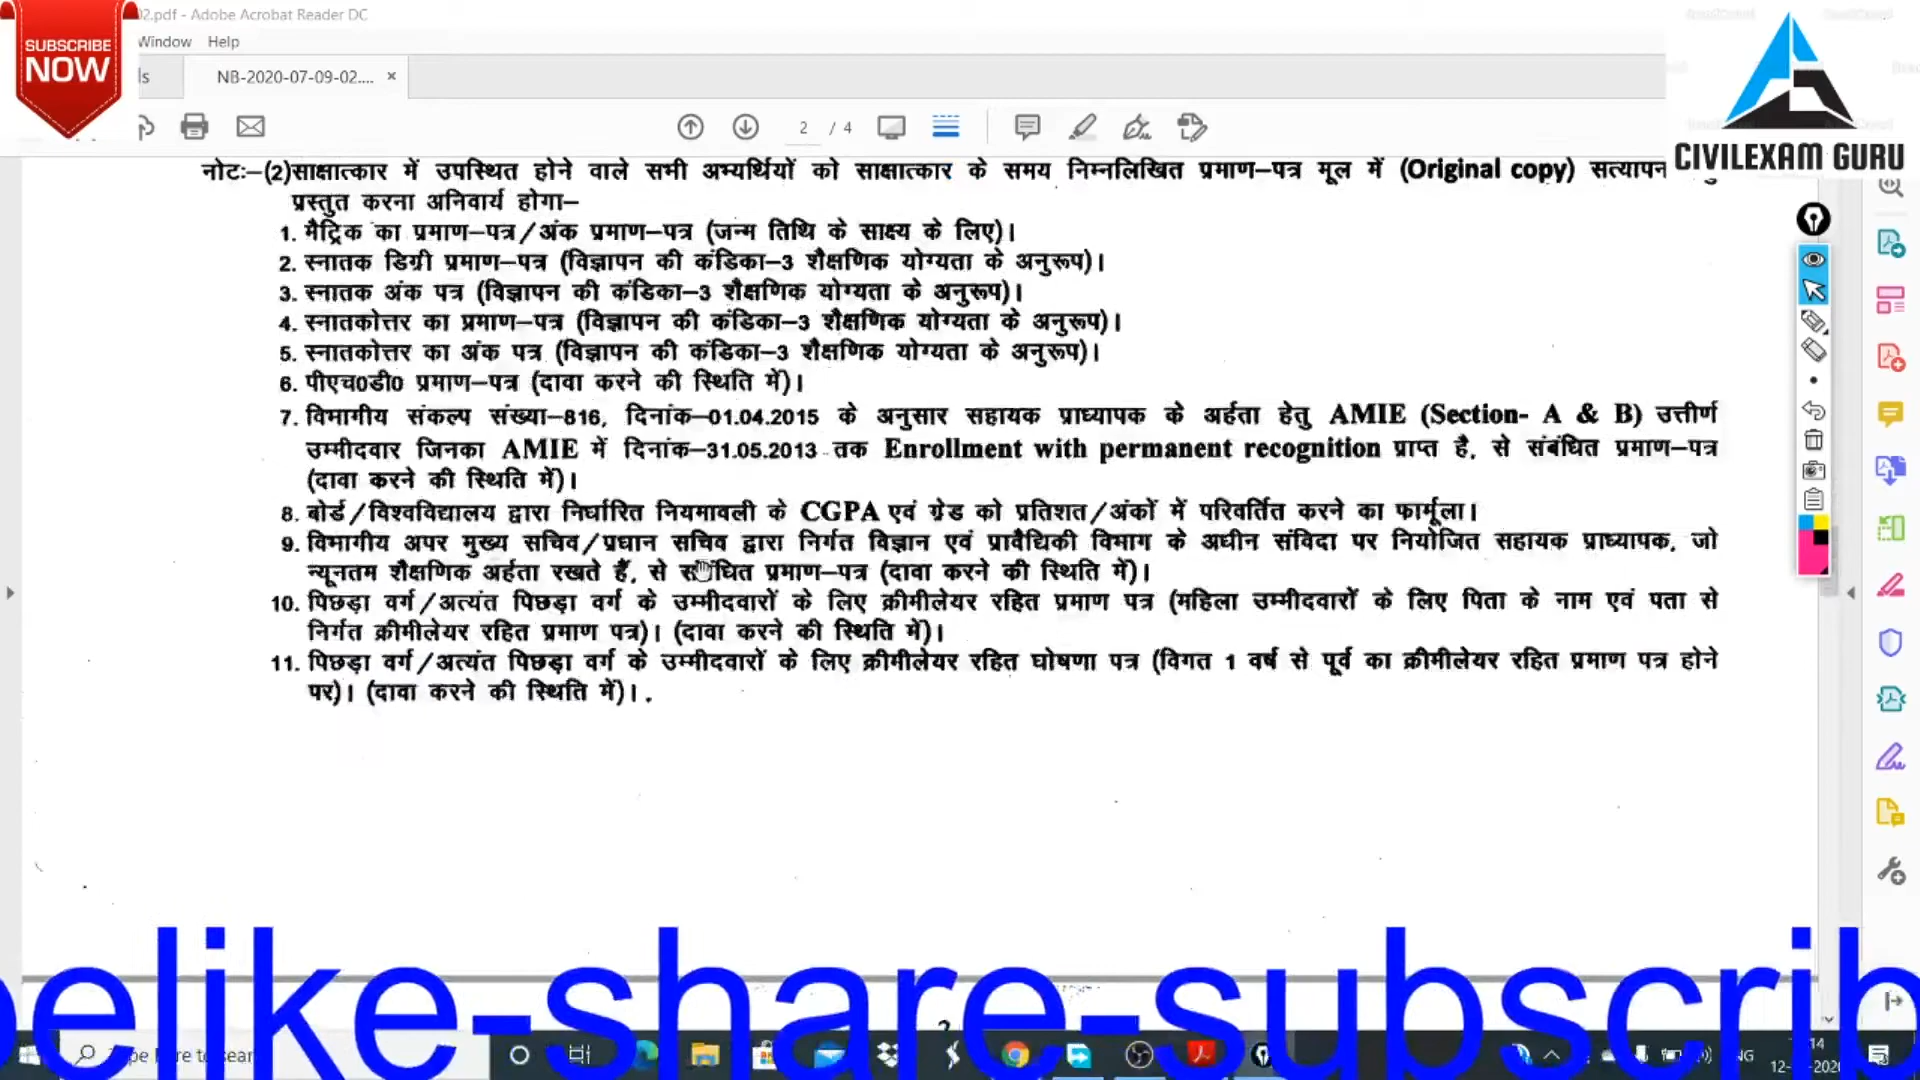 02.pdf - Adobe Acrobat Reader DC
SUBSCRIBE
NOW
Window Help
ls
NB-2020-07-09-02....
2 / 4
CIVILEXAM GURU
नोटः–(2)साक्षात्कार में उपस्थित होने वाले सभी अभ्यर्थियों को साक्षात्कार के समय निम्नलिखित प्रमाण–पत्र मूल में (Original copy) सत्यापन
प्रस्तुत करना अनिवार्य होगा–
1. मैट्रिक का प्रमाण–पत्र/अंक प्रमाण–पत्र (जन्म तिथि के साक्ष्य के लिए)।
2. स्नातक डिग्री प्रमाण–पत्र (विज्ञापन की कंडिका–3 शैक्षणिक योग्यता के अनुरूप)।
3. स्नातक अंक पत्र (विज्ञापन की कंडिका–3 शैक्षणिक योग्यता के अनुरूप)।
4. स्नातकोत्तर का प्रमाण–पत्र (विज्ञापन की कंडिका–3 शैक्षणिक योग्यता के अनुरूप)।
5. स्नातकोत्तर का अंक पत्र (विज्ञापन की कंडिका–3 शैक्षणिक योग्यता के अनुरूप)।
6. पीएच0डी0 प्रमाण–पत्र (दावा करने की स्थिति में)।
7. विभागीय संकल्प संख्या–816, दिनांक–01.04.2015 के अनुसार सहायक प्राध्यापक के अर्हता हेतु AMIE (Section- A & B) उत्तीर्ण
उम्मीदवार जिनका AMIE में दिनांक–31.05.2013 तक Enrollment with permanent recognition प्राप्त है, से संबंधित प्रमाण–पत्र
(दावा करने की स्थिति में)।
8. बोर्ड/विश्वविद्यालय द्वारा निर्धारित नियमावली के CGPA एवं ग्रेड को प्रतिशत/अंकों में परिवर्तित करने का फार्मूला।
9. विभागीय अपर मुख्य सचिव/प्रधान सचिव द्वारा निर्गत विज्ञान एवं प्रावैद्यिकी विभाग के अधीन संविदा पर नियोजित सहायक प्राध्यापक, जो
न्यूनतम शैक्षणिक अर्हता रखते हैं, से संबंधित प्रमाण–पत्र (दावा करने की स्थिति में)।
10. पिछड़ा वर्ग/अत्यंत पिछड़ा वर्ग के उम्मीदवारों के लिए क्रीमीलेयर रहित प्रमाण पत्र (महिला उम्मीदवारों के लिए पिता के नाम एवं पता से
निर्गत क्रीमीलेयर रहित प्रमाण पत्र)। (दावा करने की स्थिति में)।
11. पिछड़ा वर्ग/अत्यंत पिछड़ा वर्ग के उम्मीदवारों के लिए क्रीमीलेयर रहित घोषणा पत्र (विगत 1 वर्ष से पूर्व का क्रीमीलेयर रहित प्रमाण पत्र होने
पर)। (दावा करने की स्थिति में)।.
elike-share-subscrib